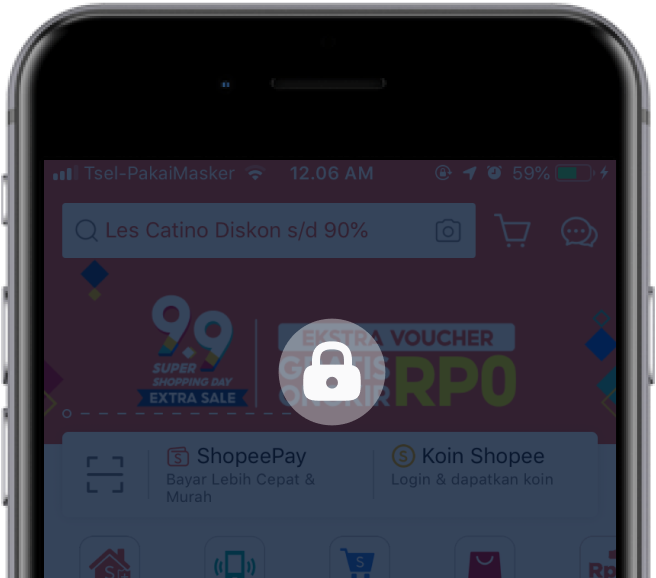 Tsel-PakaiMasker 12.06 AM 59%
Les Catino Diskon s/d 90%
9.9
SUPER
SHOPPING DAY
EXTRA SALE
EKSTRA VOUCHER
GRATIS
ONGKIR
RP0
ShopeePay
Bayar Lebih Cepat &
Murah
Koin Shopee
Login & dapatkan koin
Rp